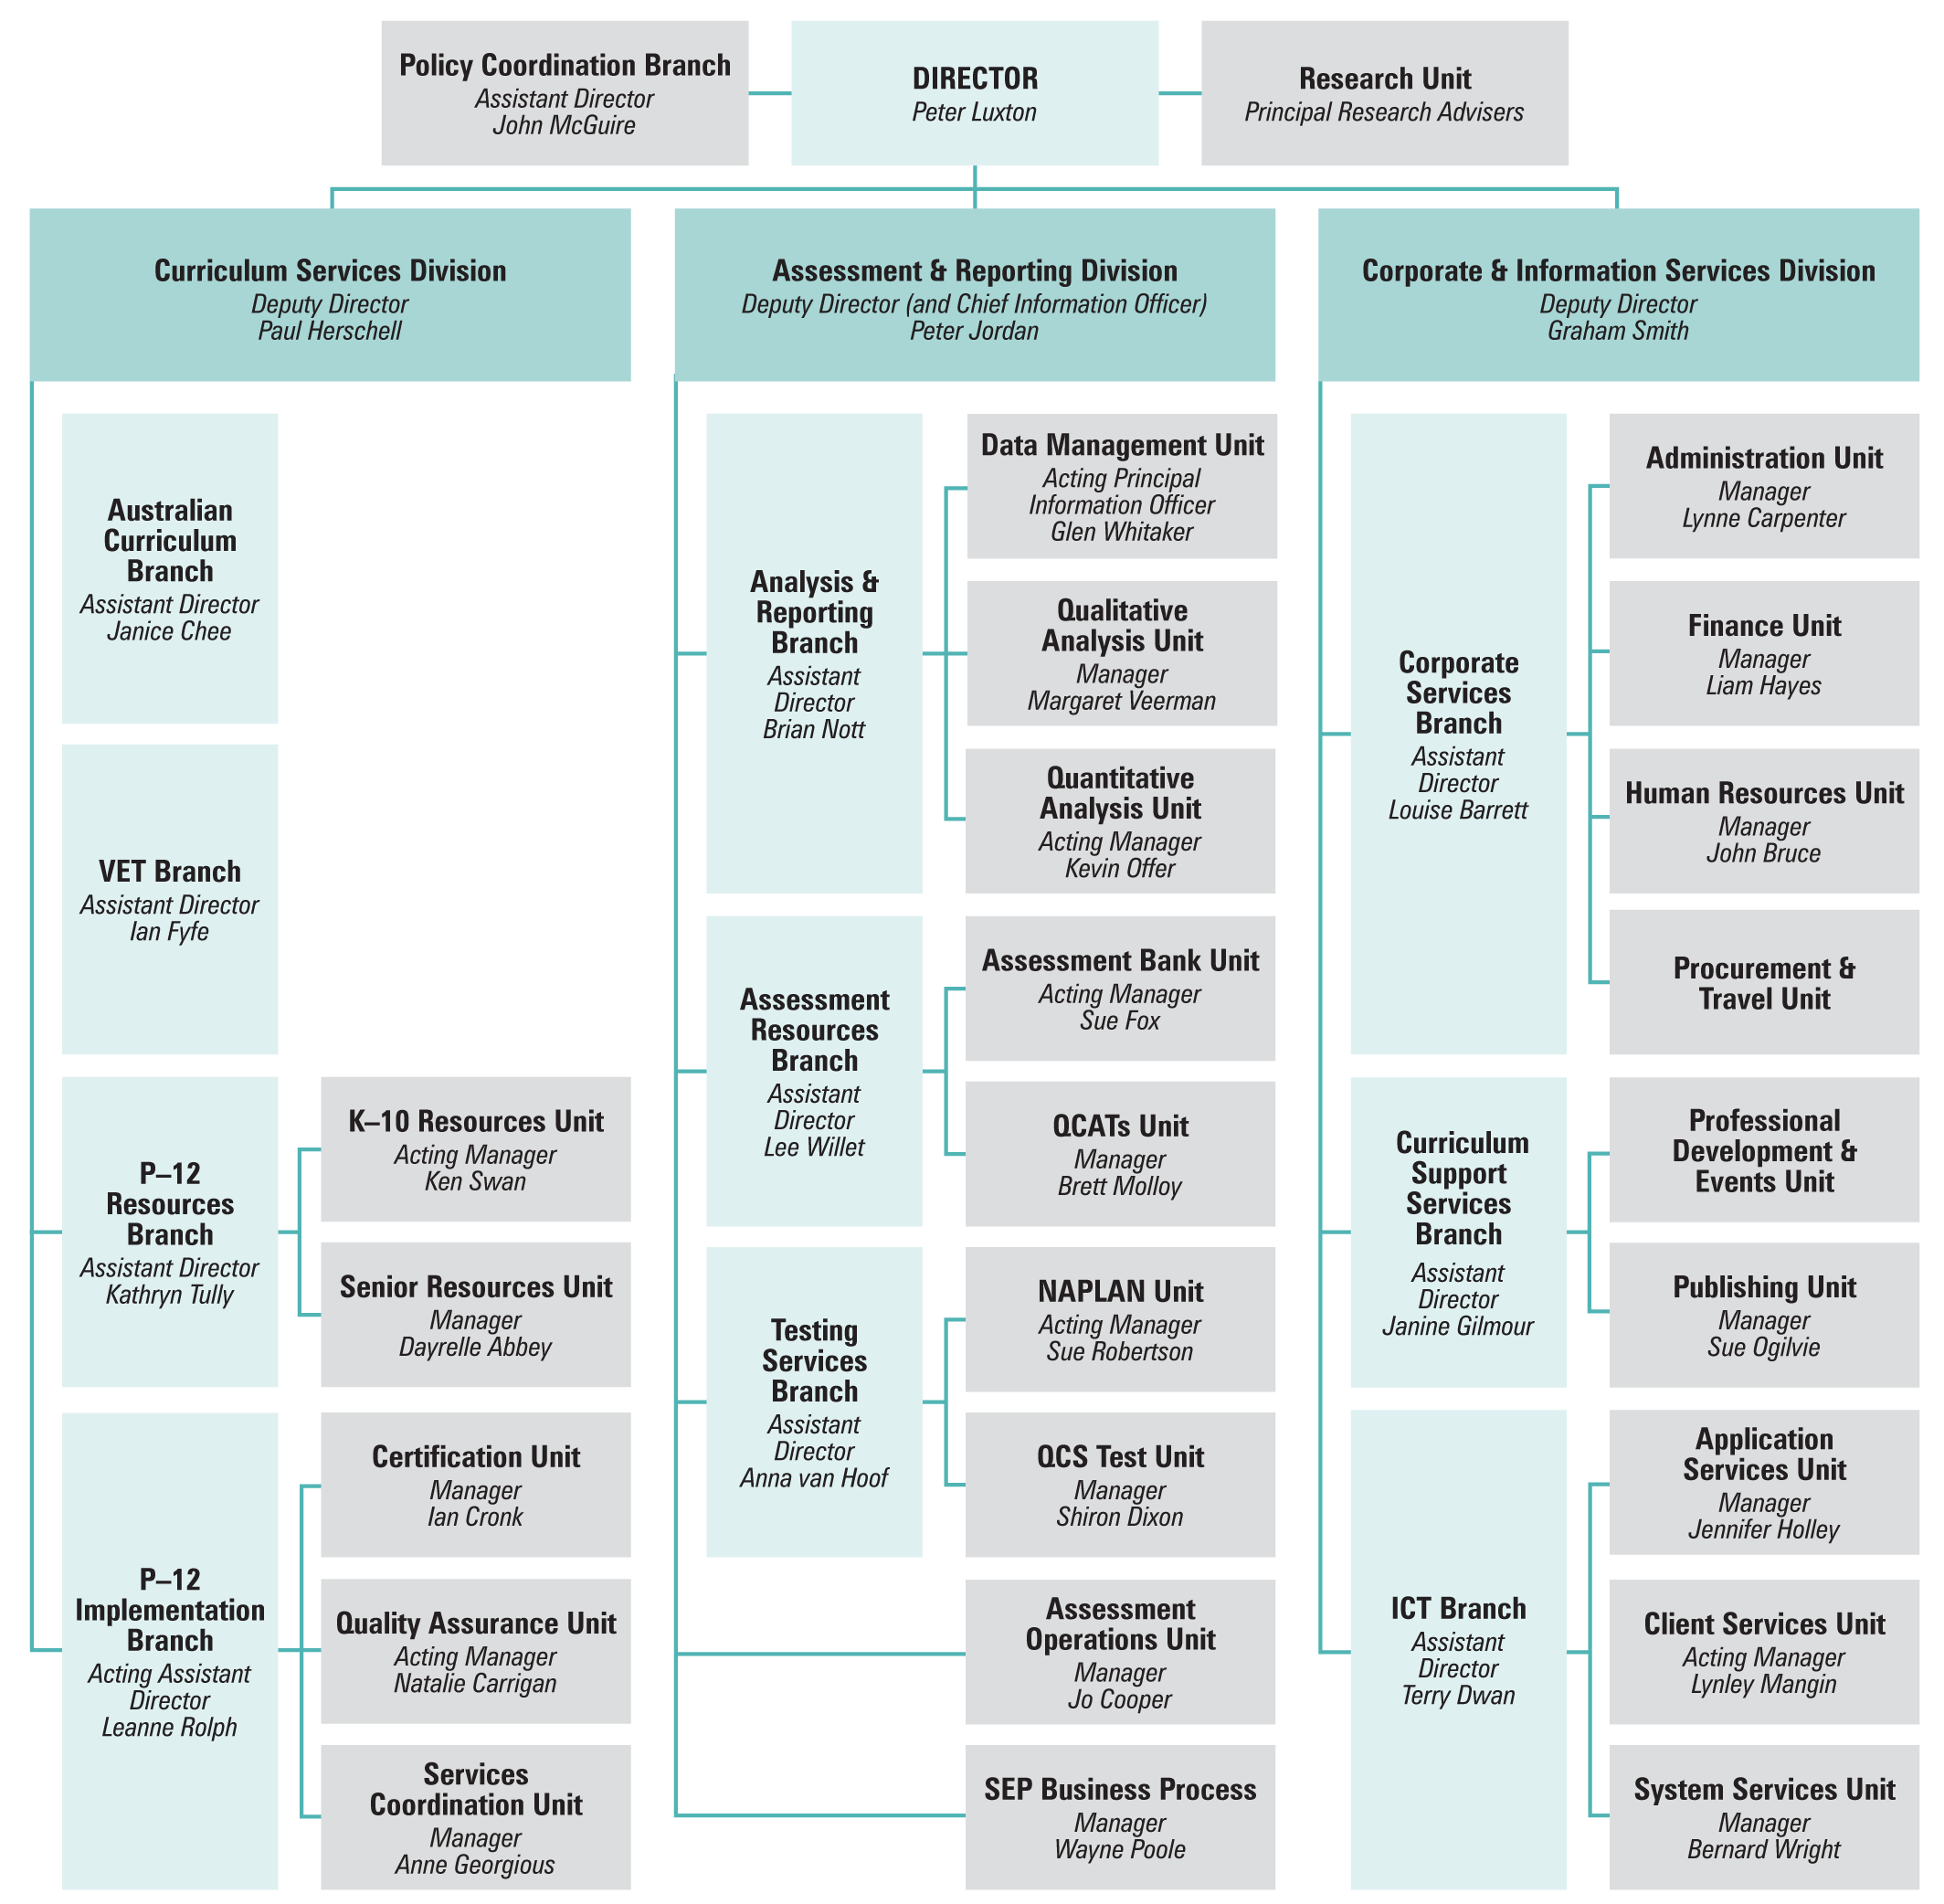 Policy Coordination Branch
Assistant Director
John McGuire
DIRECTOR
Peter Luxton
Research Unit
Principal Research Advisers
Curriculum Services Division
Deputy Director
Paul Herschell
Australian
Curriculum
Branch
Assistant Director
Janice Chee
VET Branch
Assistant Director
Ian Fyfe
P–12
Resources
Branch
Assistant Director
Kathryn Tully
K–10 Resources Unit
Acting Manager
Ken Swan
Senior Resources Unit
Manager
Dayrelle Abbey
P–12
Implementation
Branch
Acting Assistant
Director
Leanne Rolph
Certification Unit
Manager
Ian Cronk
Quality Assurance Unit
Acting Manager
Natalie Carrigan
Services
Coordination Unit
Manager
Anne Georgious
Assessment & Reporting Division
Deputy Director (and Chief Information Officer)
Peter Jordan
Analysis &
Reporting
Branch
Assistant
Director
Brian Nott
Data Management Unit
Acting Principal
Information Officer
Glen Whitaker
Qualitative
Analysis Unit
Manager
Margaret Veerman
Quantitative
Analysis Unit
Acting Manager
Kevin Offer
Assessment
Resources
Branch
Assistant
Director
Lee Willet
Assessment Bank Unit
Acting Manager
Sue Fox
QCATs Unit
Manager
Brett Molloy
Testing
Services
Branch
Assistant
Director
Anna van Hoof
NAPLAN Unit
Acting Manager
Sue Robertson
QCS Test Unit
Manager
Shiron Dixon
Assessment
Operations Unit
Manager
Jo Cooper
SEP Business Process
Manager
Wayne Poole
Corporate & Information Services Division
Deputy Director
Graham Smith
Corporate
Services
Branch
Assistant
Director
Louise Barrett
Administration Unit
Manager
Lynne Carpenter
Finance Unit
Manager
Liam Hayes
Human Resources Unit
Manager
John Bruce
Procurement &
Travel Unit
Curriculum
Support
Services
Branch
Assistant
Director
Janine Gilmour
Professional
Development &
Events Unit
Publishing Unit
Manager
Sue Ogilvie
ICT Branch
Assistant
Director
Terry Dwan
Application
Services Unit
Manager
Jennifer Holley
Client Services Unit
Acting Manager
Lynley Mangin
System Services Unit
Manager
Bernard Wright